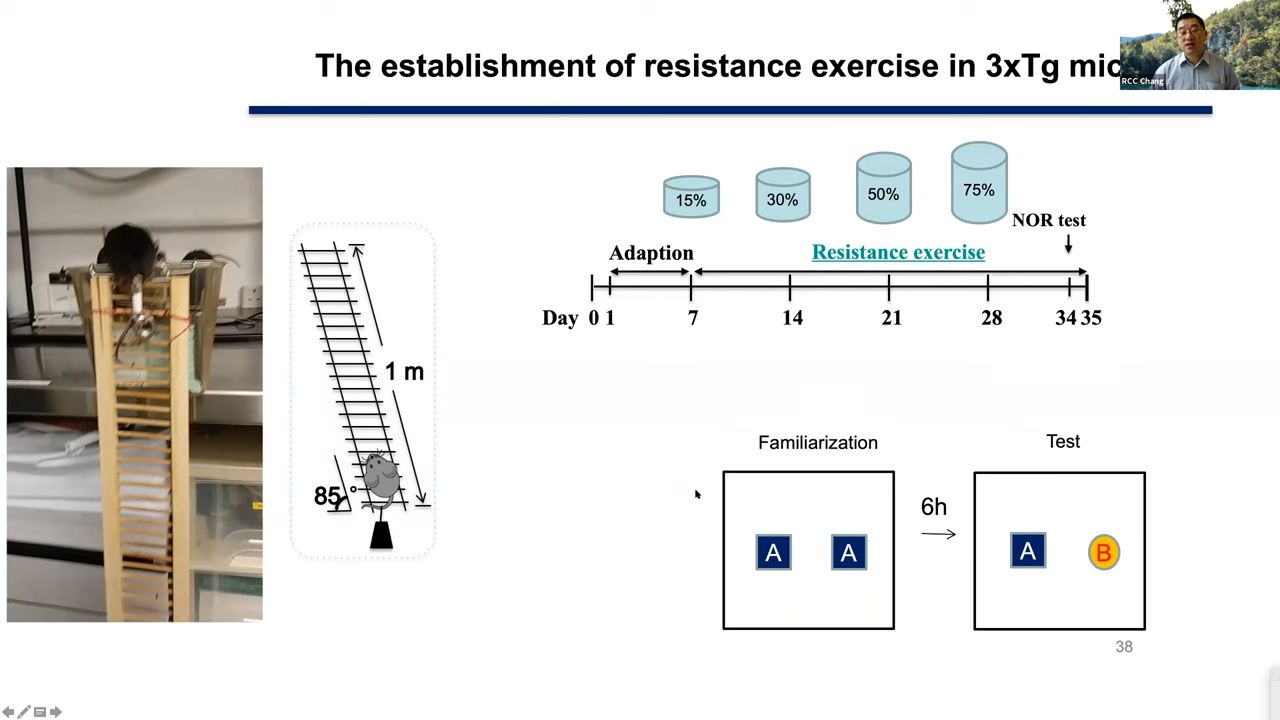 The establishment of resistance exercise in 3xTg mic
RCC Chang
15%
30%
50%
75%
NOR test
Adaption
Resistance exercise
Day 0 1 7 14 21 28 34 35
1 m
85°
Familiarization
Test
A
A
6h
A
B
38